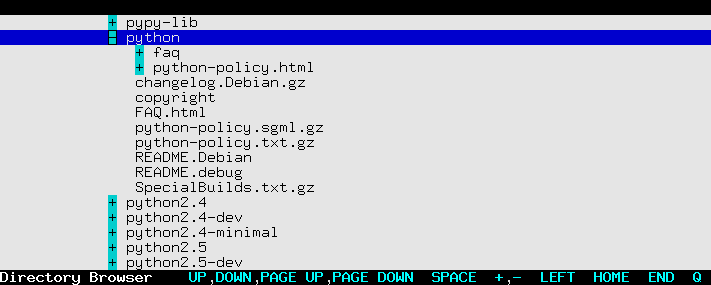 + pypy-lib
- python
+ faq
+ python-policy.html
changelog.Debian.gz
copyright
FAQ.html
python-policy.sgml.gz
python-policy.txt.gz
README.Debian
README.debug
SpecialBuilds.txt.gz
+ python2.4
+ python2.4-dev
+ python2.4-minimal
+ python2.5
+ python2.5-dev
Directory Browser UP,DOWN,PAGE UP,PAGE DOWN SPACE +,- LEFT HOME END Q